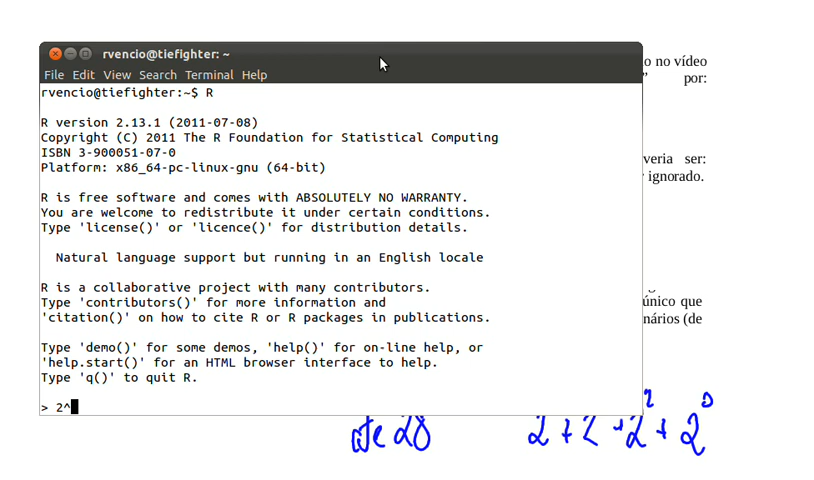 rvencio@tiefighter: ~
File Edit View Search Terminal Help
rvencio@tiefighter:~$ R
R version 2.13.1 (2011-07-08)
Copyright (C) 2011 The R Foundation for Statistical Computing
ISBN 3-900051-07-0
Platform: x86_64-pc-linux-gnu (64-bit)
R is free software and comes with ABSOLUTELY NO WARRANTY.
You are welcome to redistribute it under certain conditions.
Type 'license()' or 'licence()' for distribution details.
Natural language support but running in an English locale
R is a collaborative project with many contributors.
Type 'contributors()' for more information and
'citation()' on how to cite R or R packages in publications.
Type 'demo()' for some demos, 'help()' for on-line help, or
'help.start()' for an HTML browser interface to help.
Type 'q()' to quit R.
> 2^
o no vídeo
” por:
veria ser:
ignorado.
único que
nários (de
28 2 + 2 + 2² + 2